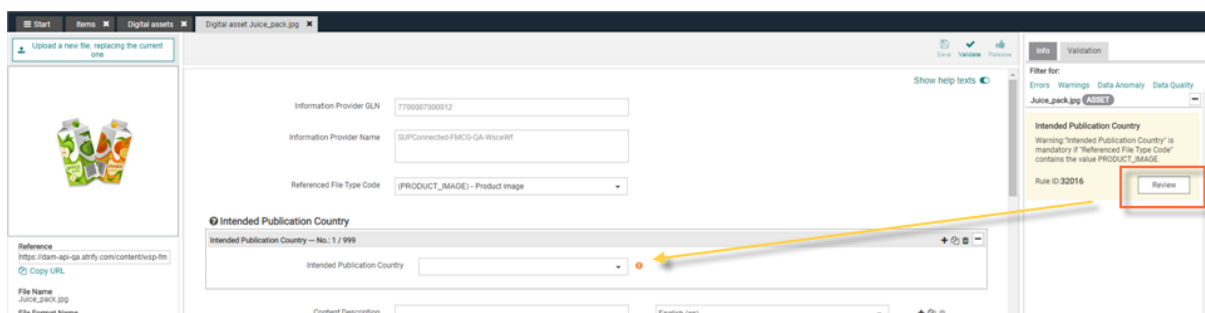 Start
Items
Digital assets
Digital asset Juice_pack.jpg
Upload a new file, replacing the current
one
Save Validate Release
Show help texts
Information Provider GLN
7700007000012
Information Provider Name
SUPConnected-FMCG-QA-WsceWf
Referenced File Type Code
(PRODUCT_IMAGE) - Product image
Intended Publication Country
Intended Publication Country — No.: 1 / 999
Intended Publication Country
Content Description
English (en)
Reference
https://dam-api-qa.atrify.com/content/wsp-fm
Copy URL
File Name
Juice_pack.jpg
File Format Name
Info
Validation
Filter for:
Errors Warnings Data Anomaly Data Quality
Juice_pack.jpg ASSET
Intended Publication Country
Warning:"Intended Publication Country" is
mandatory if "Referenced File Type Code"
contains the value PRODUCT_IMAGE.
Rule ID:32016
Review